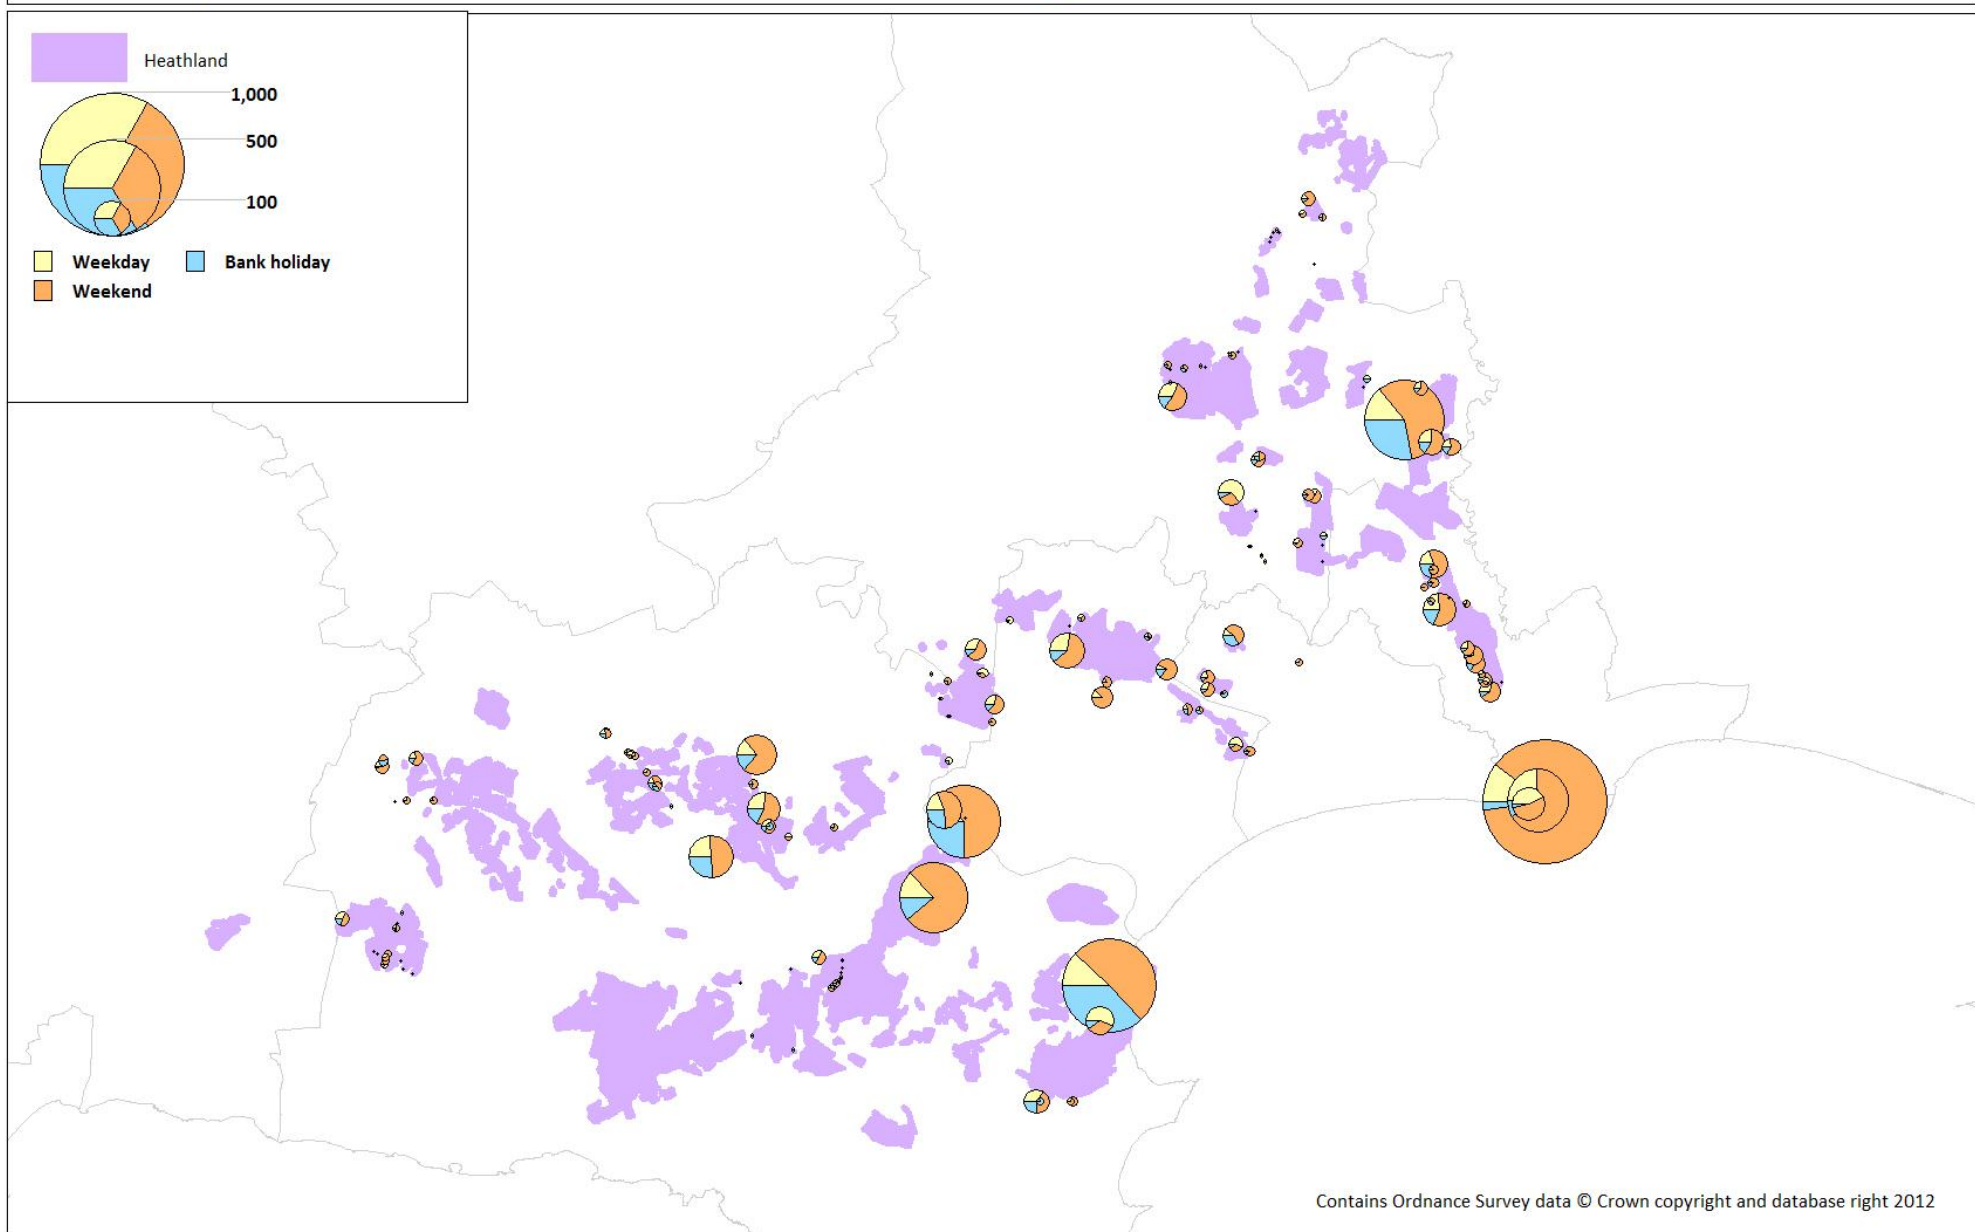 Heathland
1,000
500
100
Weekday
Bank holiday
Weekend
Contains Ordnance Survey data © Crown copyright and database right 2012